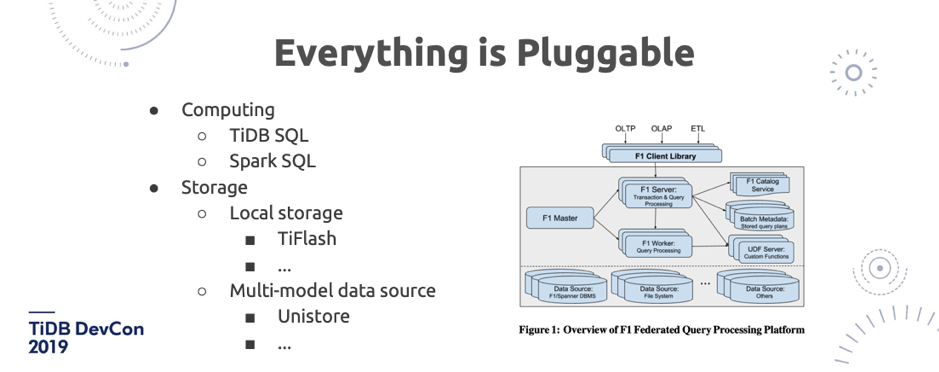 Everything is Pluggable
● Computing
○ TiDB SQL
○ Spark SQL
● Storage
○ Local storage
■ TiFlash
■ ...
○ Multi-model data source
■ Unistore
■ ...
TiDB DevCon
2019
OLTP OLAP ETL
F1 Client Library
F1 Master
F1 Server:
Transaction & Query
Processing
F1 Worker:
Query Processing
F1 Catalog
Service
Batch Metadata:
Stored query plans
UDF Server:
Custom Functions
Data Source:
F1/Spanner DBMS
Data Source:
File System
...
Data Source:
Others
Figure 1: Overview of F1 Federated Query Processing Platform